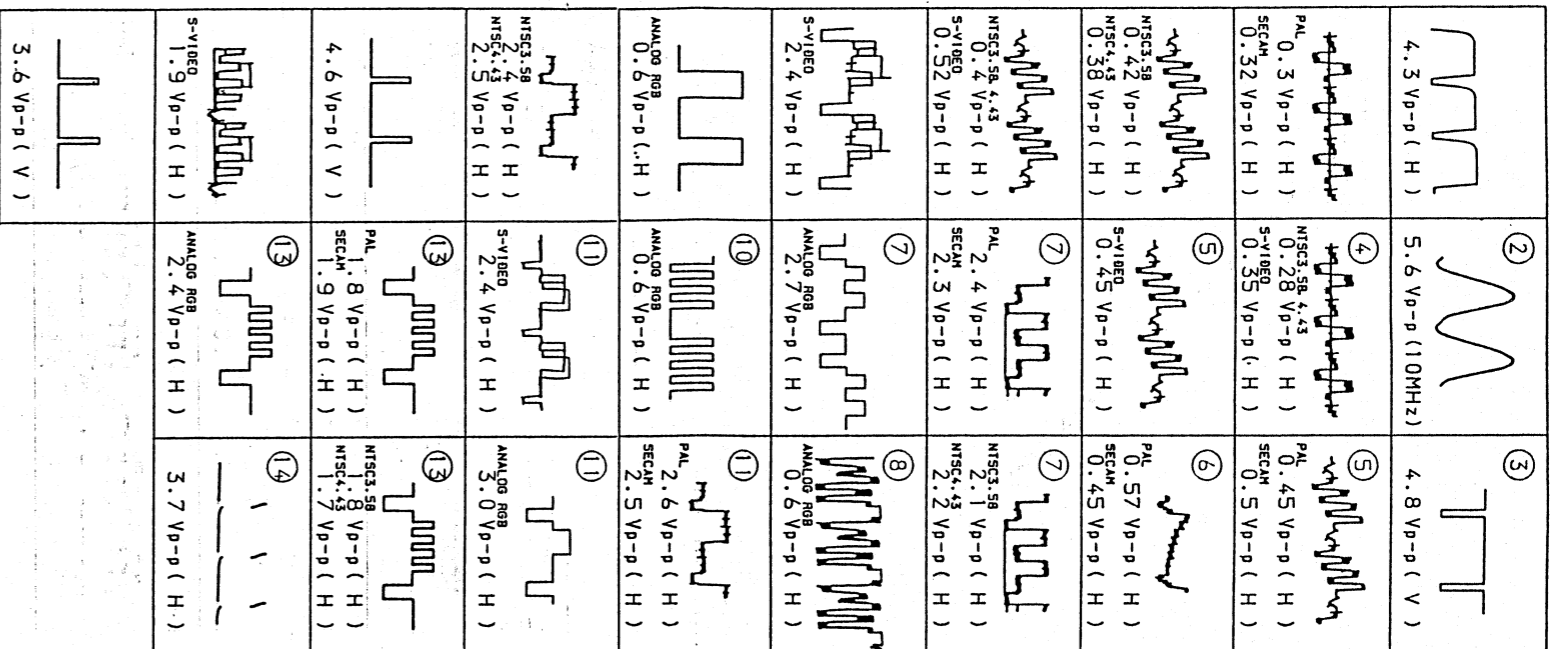 4.3 Vp-p ( H )
②
5.6 Vp-p (10MHz)
③
4.8 Vp-p ( V )
PAL
0.3 Vp-p ( H )
SECAM
0.32 Vp-p ( H )
④
NTSC3.58,4.43
0.28 Vp-p ( H )
S-VIDEO
0.35 Vp-p ( H )
⑤
PAL
0.45 Vp-p ( H )
SECAM
0.5 Vp-p ( H )
NTSC3.58
0.42 Vp-p ( H )
NTSC4.43
0.38 Vp-p ( H )
⑤
S-VIDEO
0.45 Vp-p ( H )
⑥
PAL
0.57 Vp-p ( H )
SECAM
0.45 Vp-p ( H )
NTSC3.58,4.43
0.4 Vp-p ( H )
S-VIDEO
0.52 Vp-p ( H )
⑦
PAL
2.4 Vp-p ( H )
SECAM
2.3 Vp-p ( H )
⑦
NTSC3.58
2.1 Vp-p ( H )
NTSC4.43
2.2 Vp-p ( H )
S-VIDEO
2.4 Vp-p ( H )
⑦
ANALOG RGB
2.7 Vp-p ( H )
⑧
ANALOG RGB
0.6 Vp-p ( H )
ANALOG RGB
0.6 Vp-p ( H )
⑩
ANALOG RGB
0.6 Vp-p ( H )
⑪
PAL
2.6 Vp-p ( H )
SECAM
2.5 Vp-p ( H )
NTSC3.58
2.4 Vp-p ( H )
NTSC4.43
2.5 Vp-p ( H )
⑪
S-VIDEO
2.4 Vp-p ( H )
⑪
ANALOG RGB
3.0 Vp-p ( H )
4.6 Vp-p ( V )
⑬
PAL
1.8 Vp-p ( H )
SECAM
1.9 Vp-p ( H )
⑬
NTSC3.58
1.8 Vp-p ( H )
NTSC4.43
1.7 Vp-p ( H )
S-VIDEO
1.9 Vp-p ( H )
⑬
ANALOG RGB
2.4 Vp-p ( H )
⑭
3.7 Vp-p ( H )
3.6 Vp-p ( V )